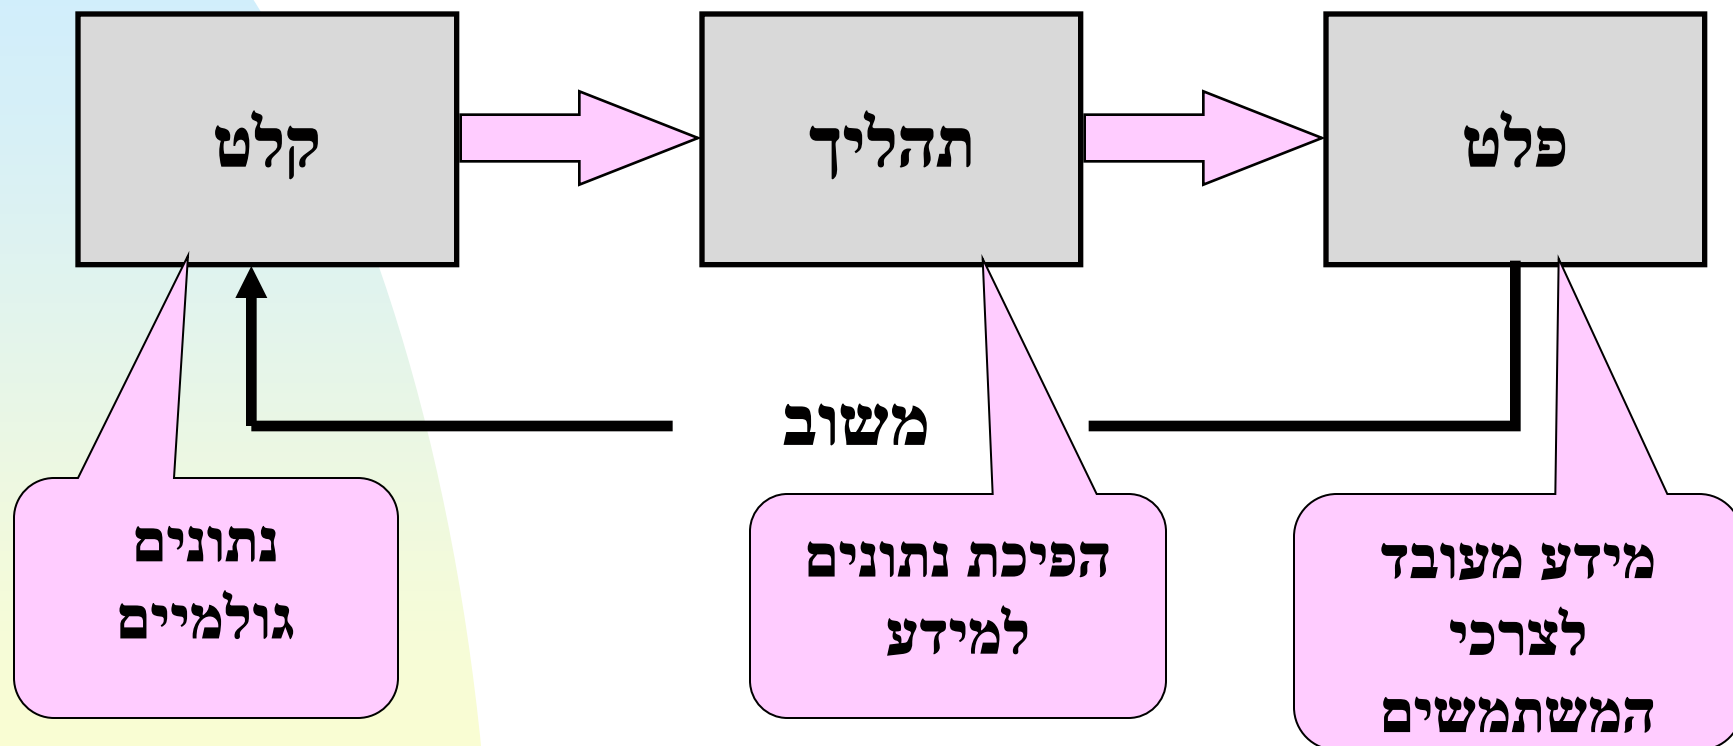 קלט
תהליך
פלט
משוב
נתונים
גולמיים
הפיכת נתונים
למידע
מידע מעובד
לצרכי
המשתמשים